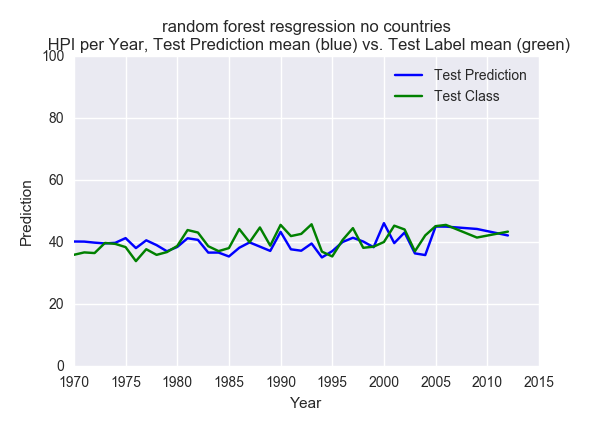 random forest resgression no countries
HPI per Year, Test Prediction mean (blue) vs. Test Label mean (green)
100
80
60
40
20
0
Prediction
Test Prediction
Test Class
1970 1975 1980 1985 1990 1995 2000 2005 2010 2015
Year